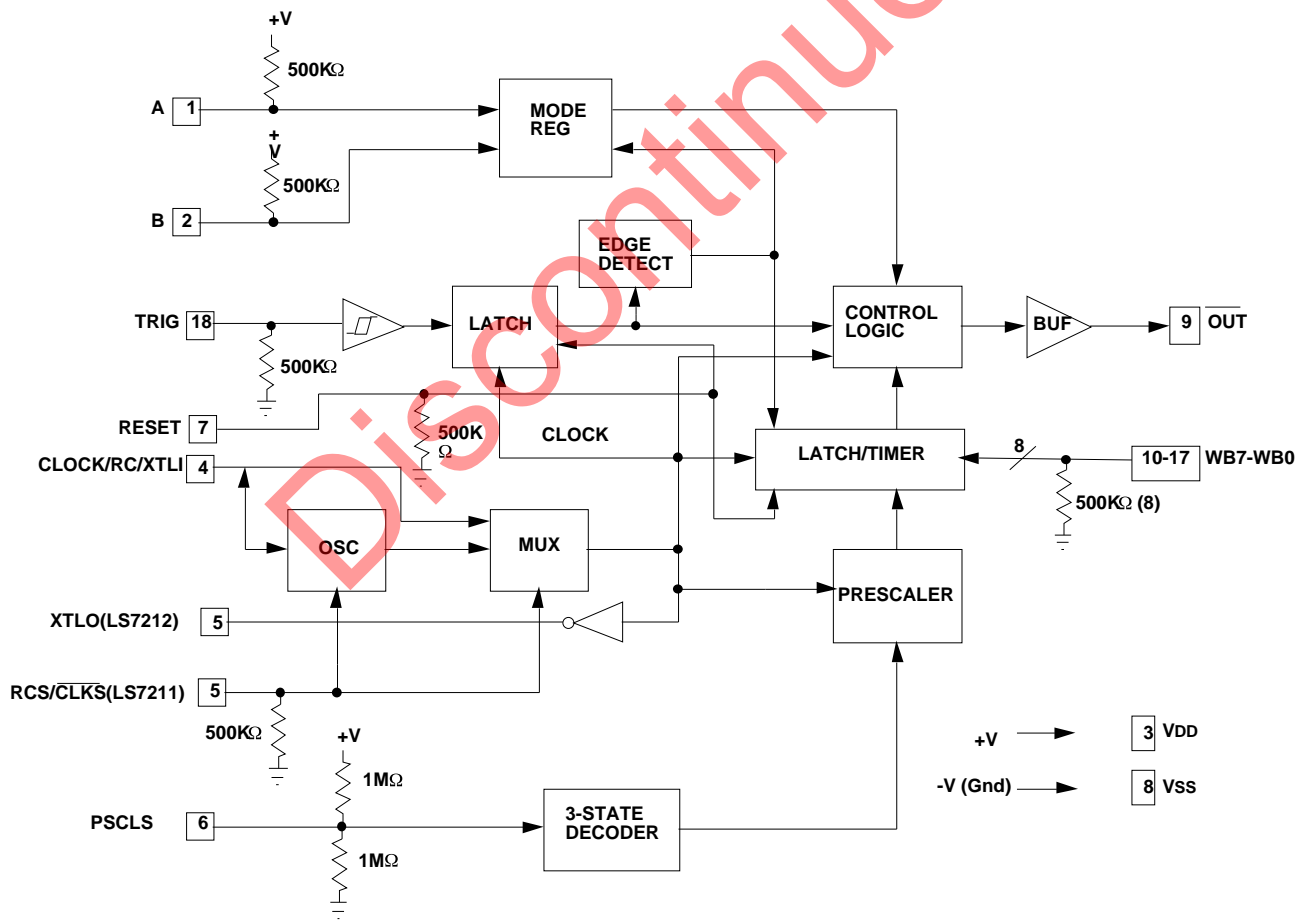 +V
500KΩ
A 1
MODE
REG
+
V
500KΩ
B 2
EDGE
DETECT
TRIG 18
LATCH
CONTROL
LOGIC
BUF
9 OUT
500KΩ
RESET 7
500K
Ω
CLOCK
CLOCK/RC/XTLI 4
LATCH/TIMER
8
10-17 WB7-WB0
500KΩ (8)
OSC
MUX
PRESCALER
XTLO(LS7212) 5
RCS/CLKS(LS7211) 5
500KΩ
+V
1MΩ
PSCLS 6
1MΩ
3-STATE
DECODER
+V 3 VDD
-V (Gnd) 8 VSS